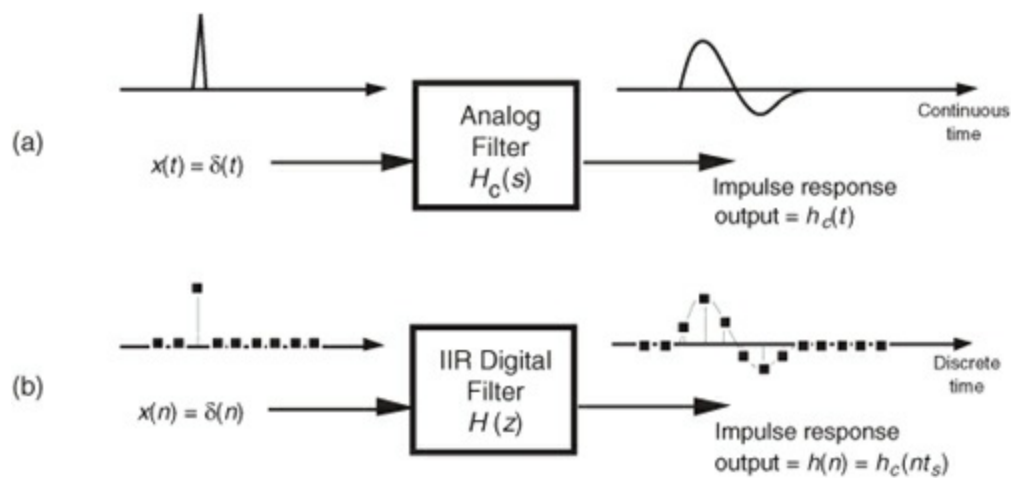 (a)
x(t) = δ(t)
Analog
Filter
H_c(s)
Continuous
time
Impulse response
output = h_c(t)
(b)
x(n) = δ(n)
IIR Digital
Filter
H (z)
Discrete
time
Impulse response
output = h(n) = h_c(nt_s)